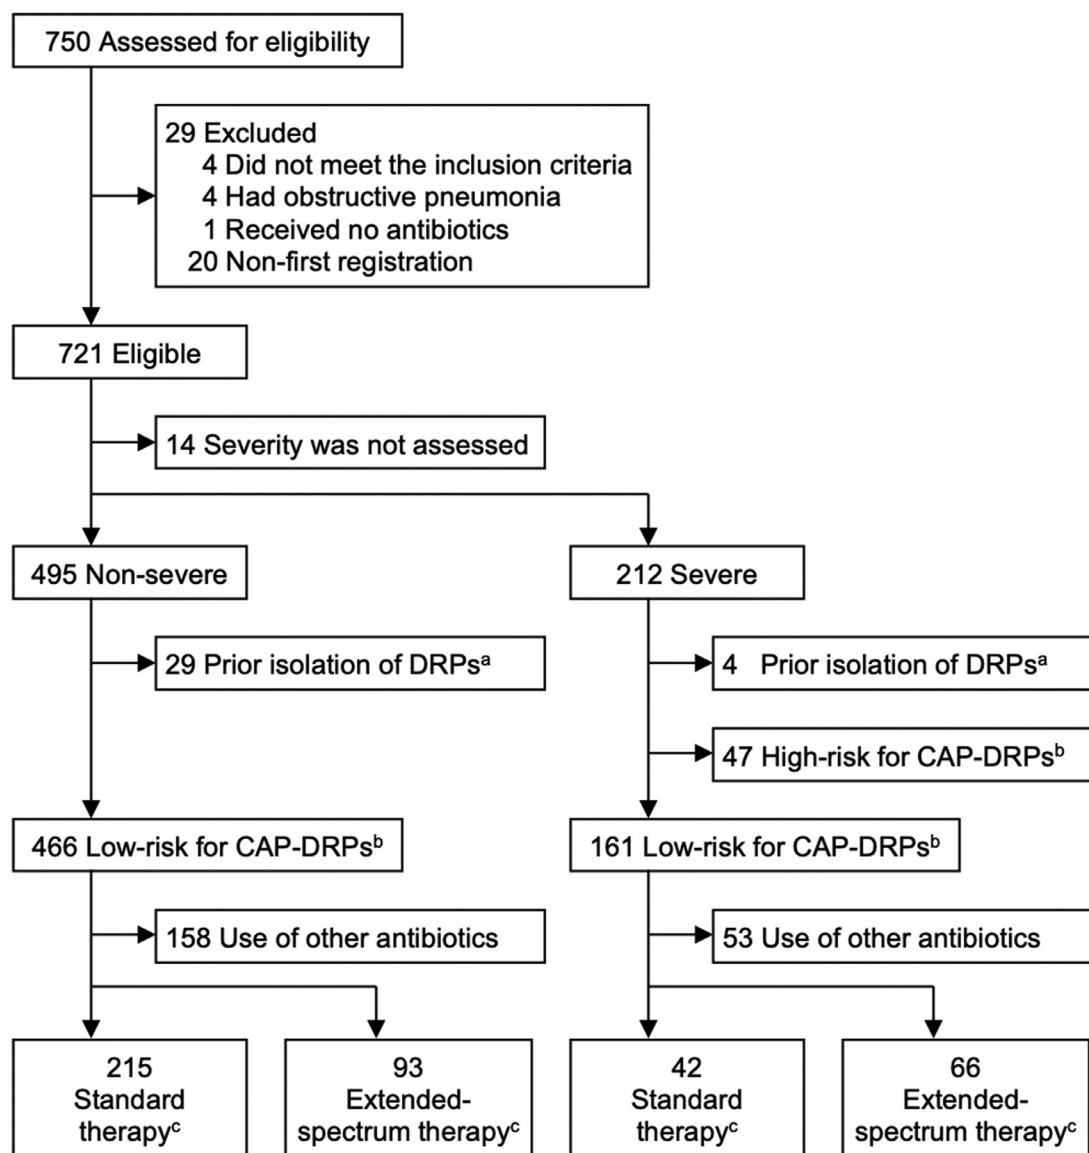 750 Assessed for eligibility
29 Excluded
4 Did not meet the inclusion criteria
4 Had obstructive pneumonia
1 Received no antibiotics
20 Non-first registration
721 Eligible
14 Severity was not assessed
495 Non-severe
212 Severe
29 Prior isolation of DRPsᵃ
4 Prior isolation of DRPsᵃ
47 High-risk for CAP-DRPsᵇ
466 Low-risk for CAP-DRPsᵇ
161 Low-risk for CAP-DRPsᵇ
158 Use of other antibiotics
53 Use of other antibiotics
215
Standard
therapyᶜ
93
Extended-
spectrum therapyᶜ
42
Standard
therapyᶜ
66
Extended-
spectrum therapyᶜ